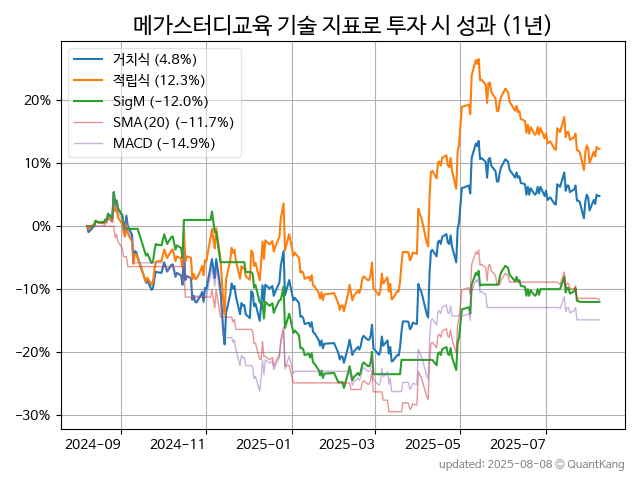 메가스터디교육 기술 지표로 투자 시 성과 (1년)
거치식 (4.8%)
적립식 (12.3%)
SigM (−12.0%)
SMA(20) (−11.7%)
MACD (−14.9%)
20%
10%
0%
−10%
−20%
−30%
2024-09 2024-11 2025-01 2025-03 2025-05 2025-07
updated: 2025-08-08 © QuantKang